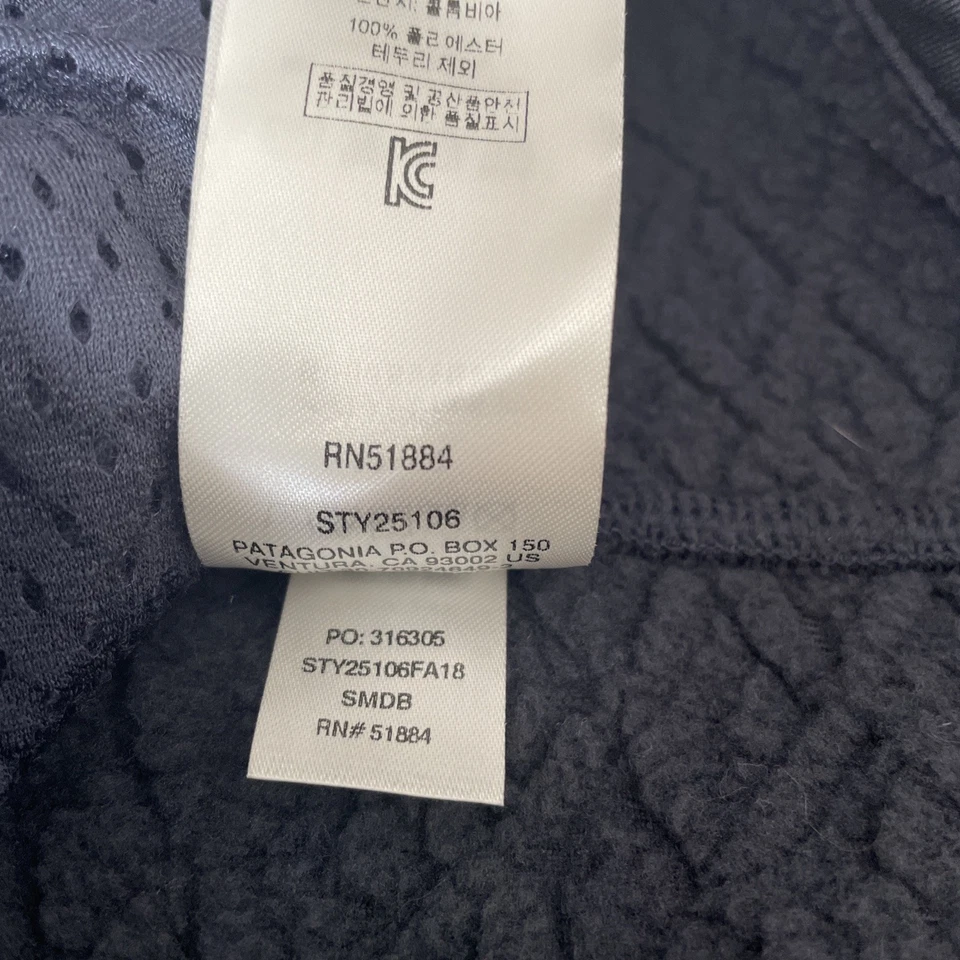 100% 폴리에스터
테두리 제외
품질경영 및 공산품안전
관리법에 의한 품질표시
KC
RN51884
STY25106
PATAGONIA P.O. BOX 150
VENTURA, CA 93002 US
PO: 316305
STY25106FA18
SMDB
RN# 51884